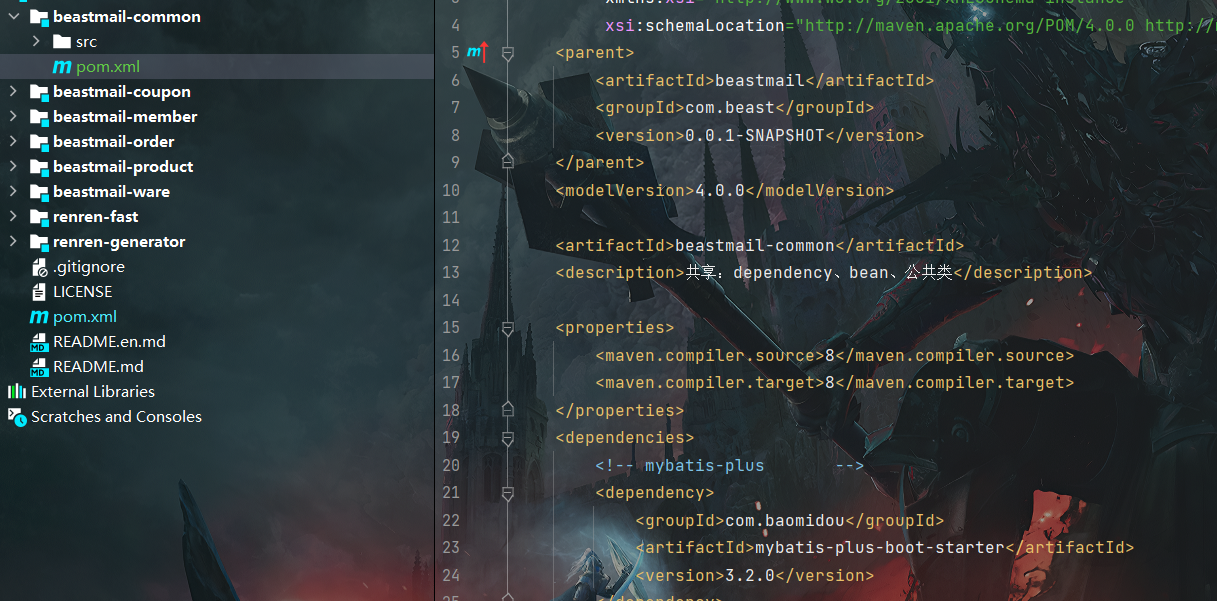 beastmail-common
src
pom.xml
beastmail-coupon
beastmail-member
beastmail-order
beastmail-product
beastmail-ware
renren-fast
renren-generator
.gitignore
LICENSE
pom.xml
README.en.md
README.md
External Libraries
Scratches and Consoles
4 xsi:schemaLocation="http://maven.apache.org/POM/4.0.0 http://
5 <parent>
6 <artifactId>beastmail</artifactId>
7 <groupId>com.beast</groupId>
8 <version>0.0.1-SNAPSHOT</version>
9 </parent>
10 <modelVersion>4.0.0</modelVersion>
11
12 <artifactId>beastmail-common</artifactId>
13 <description>共享：dependency、bean、公共类</description>
14
15 <properties>
16 <maven.compiler.source>8</maven.compiler.source>
17 <maven.compiler.target>8</maven.compiler.target>
18 </properties>
19 <dependencies>
20 <!-- mybatis-plus -->
21 <dependency>
22 <groupId>com.baomidou</groupId>
23 <artifactId>mybatis-plus-boot-starter</artifactId>
24 <version>3.2.0</version>